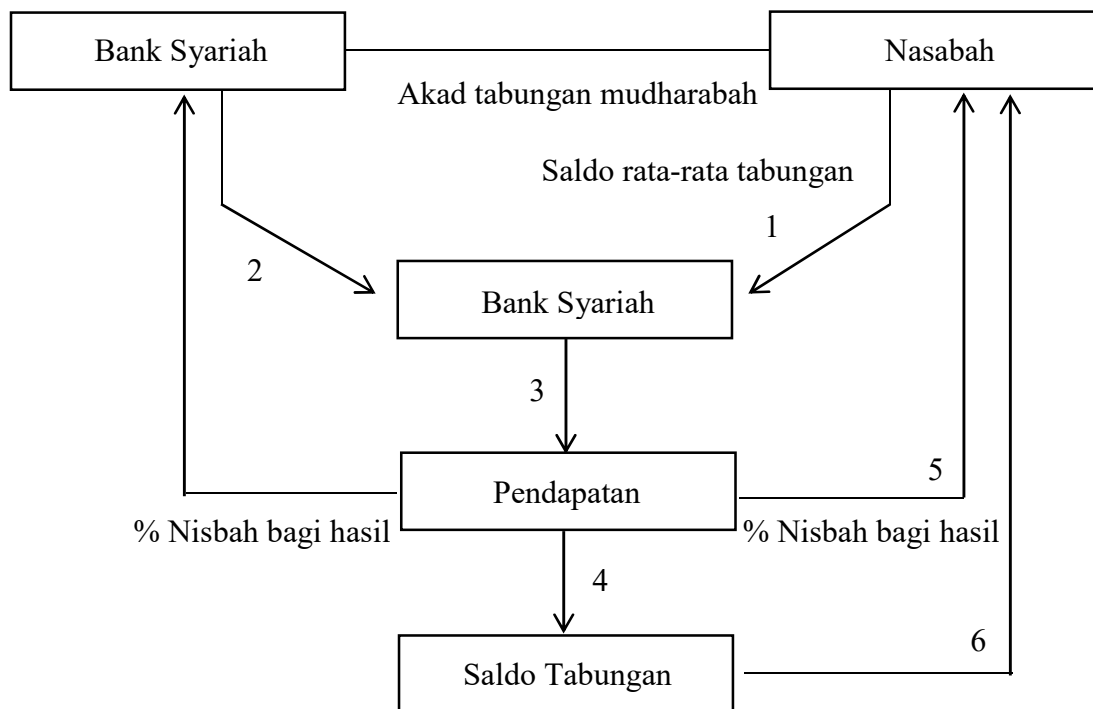 Bank Syariah
Nasabah
Akad tabungan mudharabah
Saldo rata-rata tabungan
1
2
Bank Syariah
3
Pendapatan
5
% Nisbah bagi hasil
% Nisbah bagi hasil
4
6
Saldo Tabungan